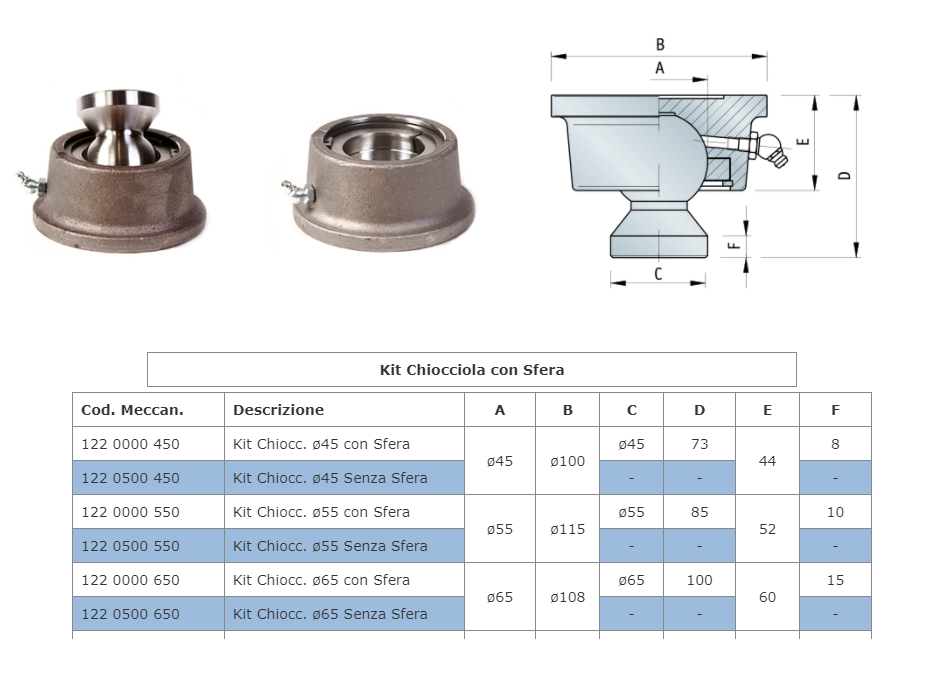 B
A
E
D
F
C
Kit Chiocciola con Sfera
Cod. Meccan. Descrizione A B C D E F
122 0000 450 Kit Chiocc. ø45 con Sfera ø45 ø100 ø45 73 44 8
122 0500 450 Kit Chiocc. ø45 Senza Sfera - - -
122 0000 550 Kit Chiocc. ø55 con Sfera ø55 ø115 ø55 85 52 10
122 0500 550 Kit Chiocc. ø55 Senza Sfera - - -
122 0000 650 Kit Chiocc. ø65 con Sfera ø65 ø108 ø65 100 60 15
122 0500 650 Kit Chiocc. ø65 Senza Sfera - - -